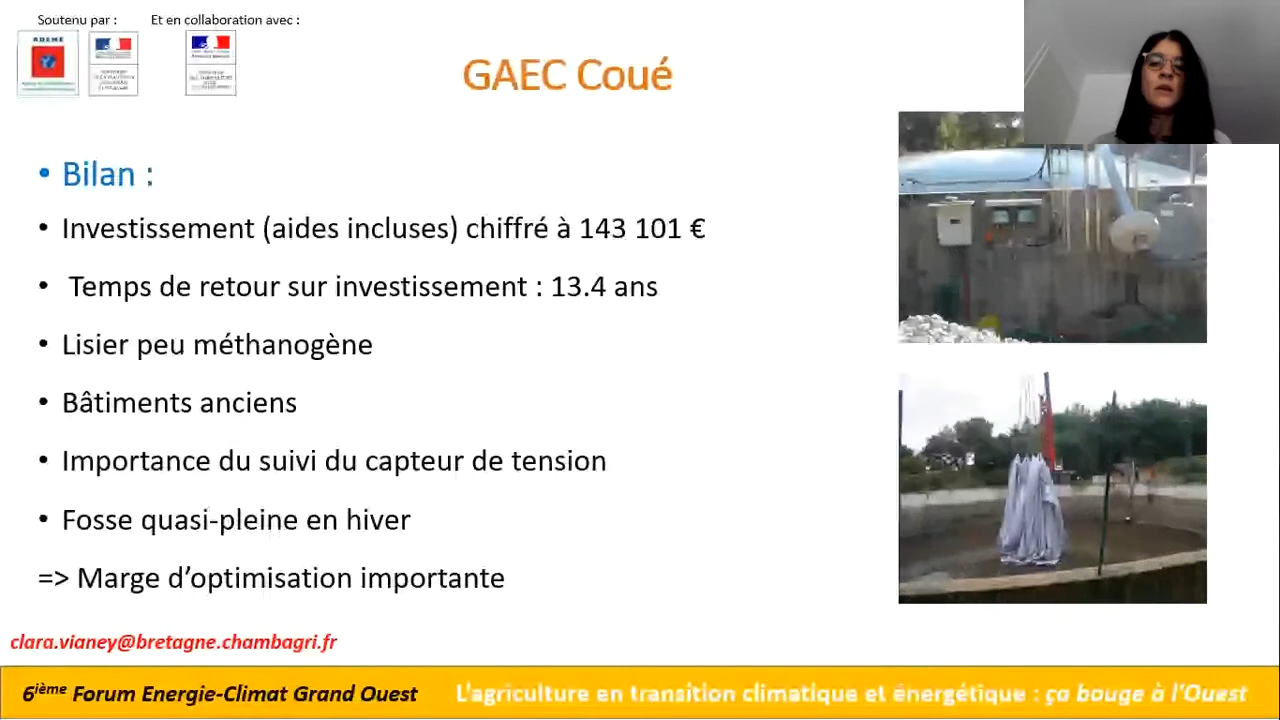 Soutenu par :
Et en collaboration avec :
ADEME
GAEC Coué
• Bilan :
• Investissement (aides incluses) chiffré à 143 101 €
• Temps de retour sur investissement : 13.4 ans
• Lisier peu méthanogène
• Bâtiments anciens
• Importance du suivi du capteur de tension
• Fosse quasi-pleine en hiver
=> Marge d’optimisation importante
clara.vianey@bretagne.chambagri.fr
6ième Forum Energie-Climat Grand Ouest
L'agriculture en transition climatique et énergétique : ça bouge à l'Ouest